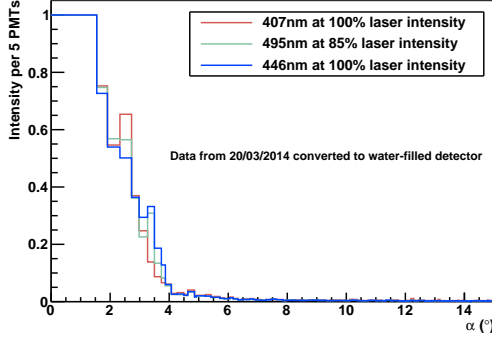 Intensity per 5 PMTs
407nm at 100% laser intensity
495nm at 85% laser intensity
446nm at 100% laser intensity
Data from 20/03/2014 converted to water-filled detector
1
0.8
0.6
0.4
0.2
0
0 2 4 6 8 10 12 14
α (°)